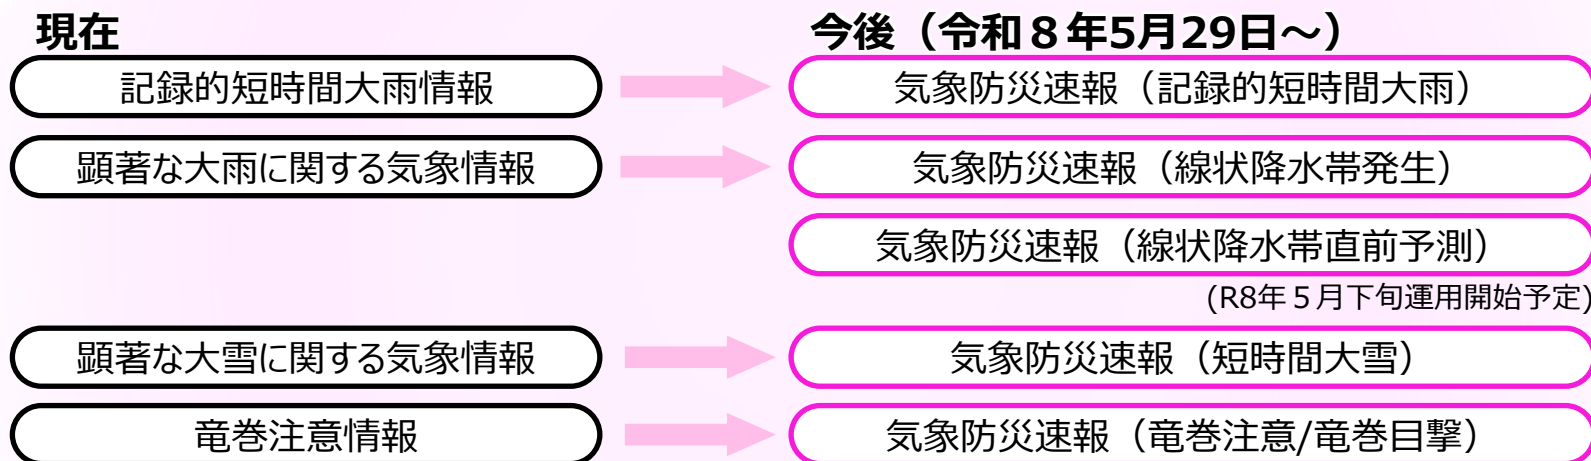 現在
今後（令和８年5月29日～）
記録的短時間大雨情報
気象防災速報（記録的短時間大雨）
顕著な大雨に関する気象情報
気象防災速報（線状降水帯発生）
気象防災速報（線状降水帯直前予測）
(R8年５月下旬運用開始予定)
顕著な大雪に関する気象情報
気象防災速報（短時間大雪）
竜巻注意情報
気象防災速報（竜巻注意/竜巻目撃）